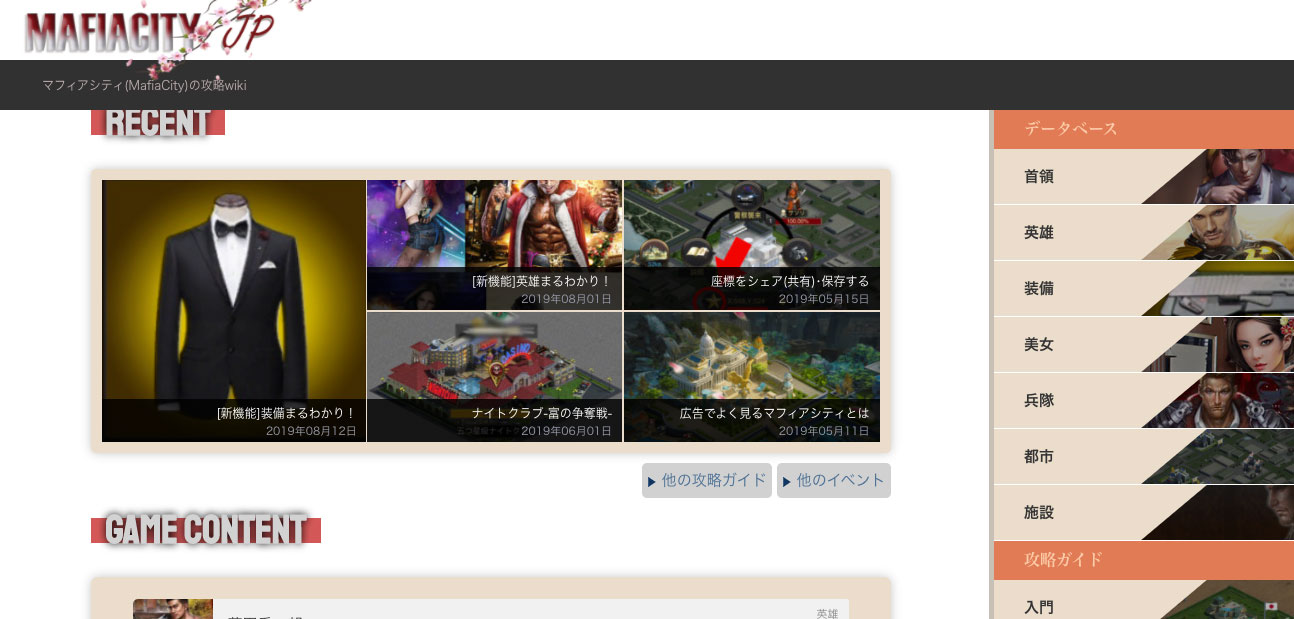 MAFIACITY JP
マフィアシティ(MafiaCity)の攻略wiki
RECENT
[新機能]装備まるわかり！
2019年08月12日
[新機能]英雄まるわかり！
2019年08月01日
警察襲来
100.00%
座標をシェア(共有)･保存する
2019年05月15日
CASINO
ナイトクラブ-富の争奪戦-
2019年06月01日
広告でよく見るマフィアシティとは
2019年05月11日
他の攻略ガイド
他のイベント
GAME CONTENT
英雄
データベース
首領
英雄
装備
美女
兵隊
都市
施設
攻略ガイド
入門